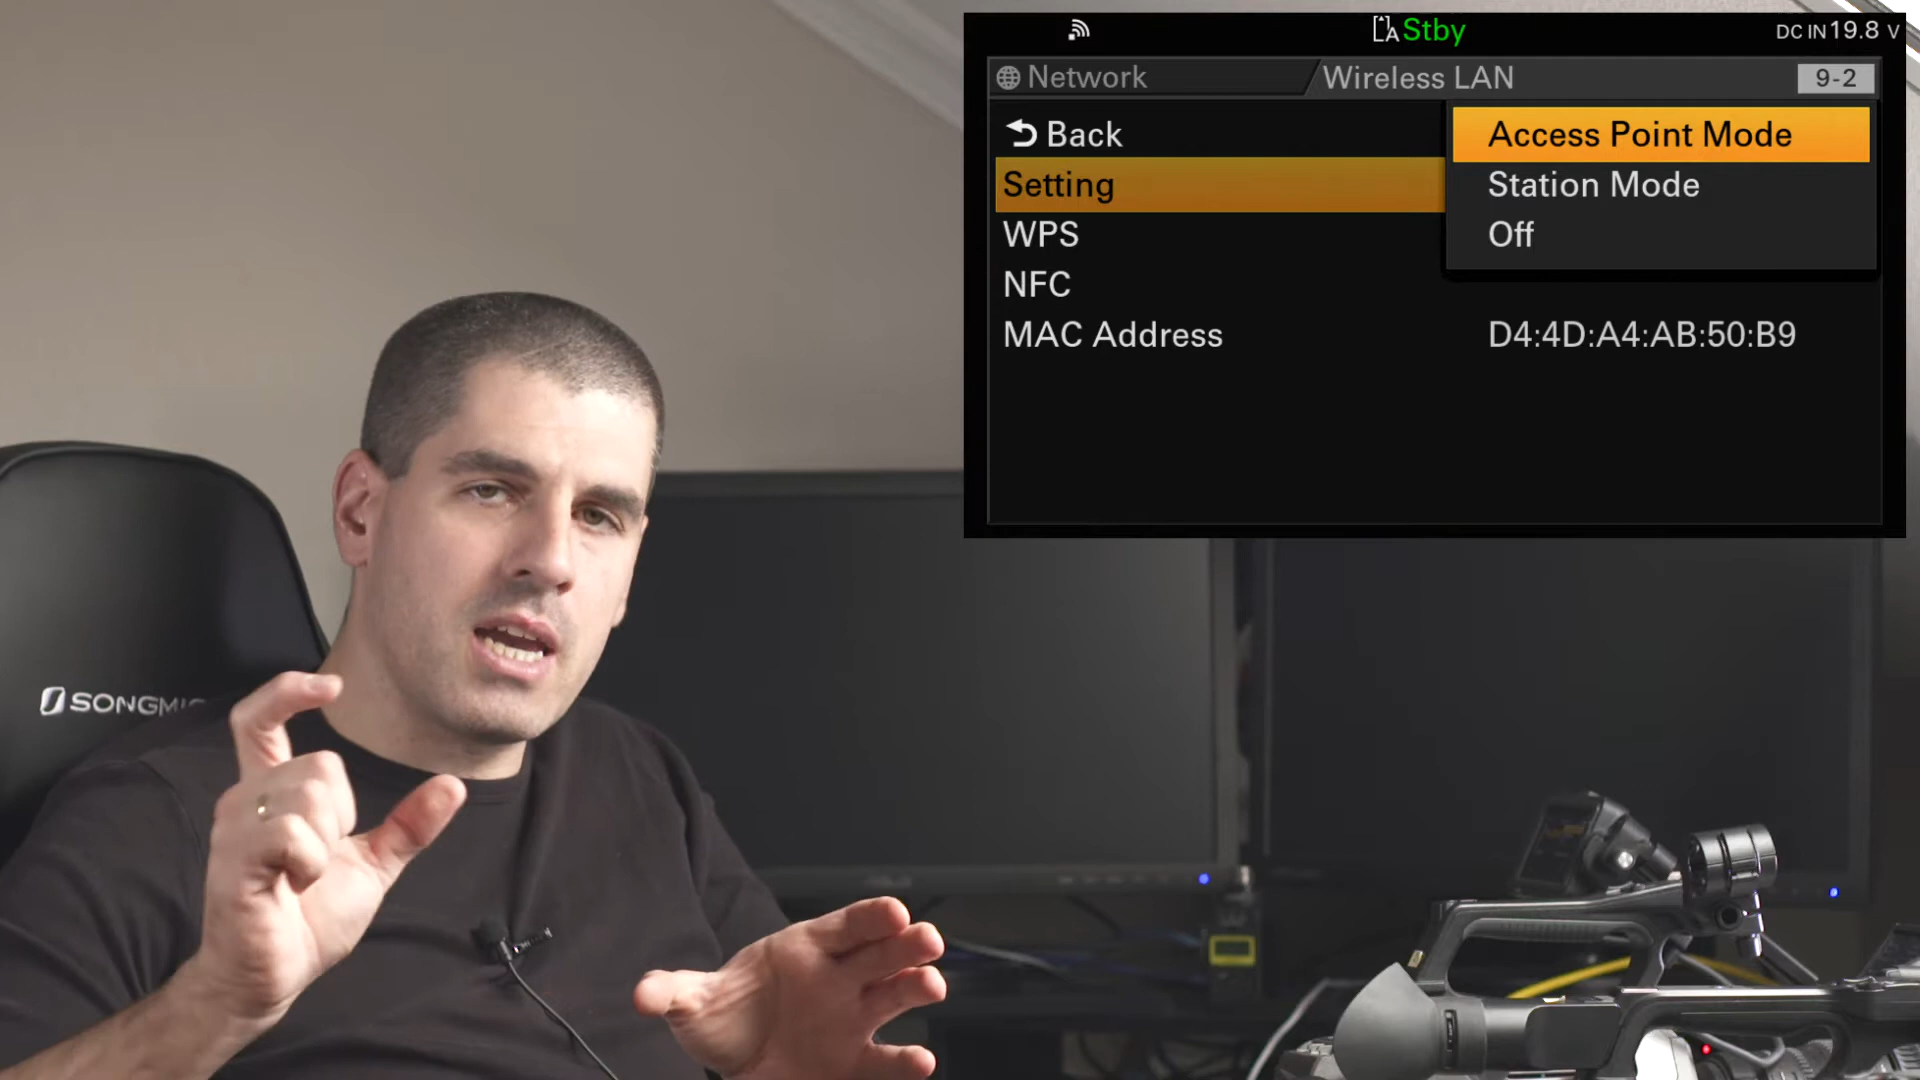 Stby
DC IN 19.8 V
Network
Wireless LAN
9-2
Back
Access Point Mode
Setting
Station Mode
WPS
Off
NFC
MAC Address
D4:4D:A4:AB:50:B9